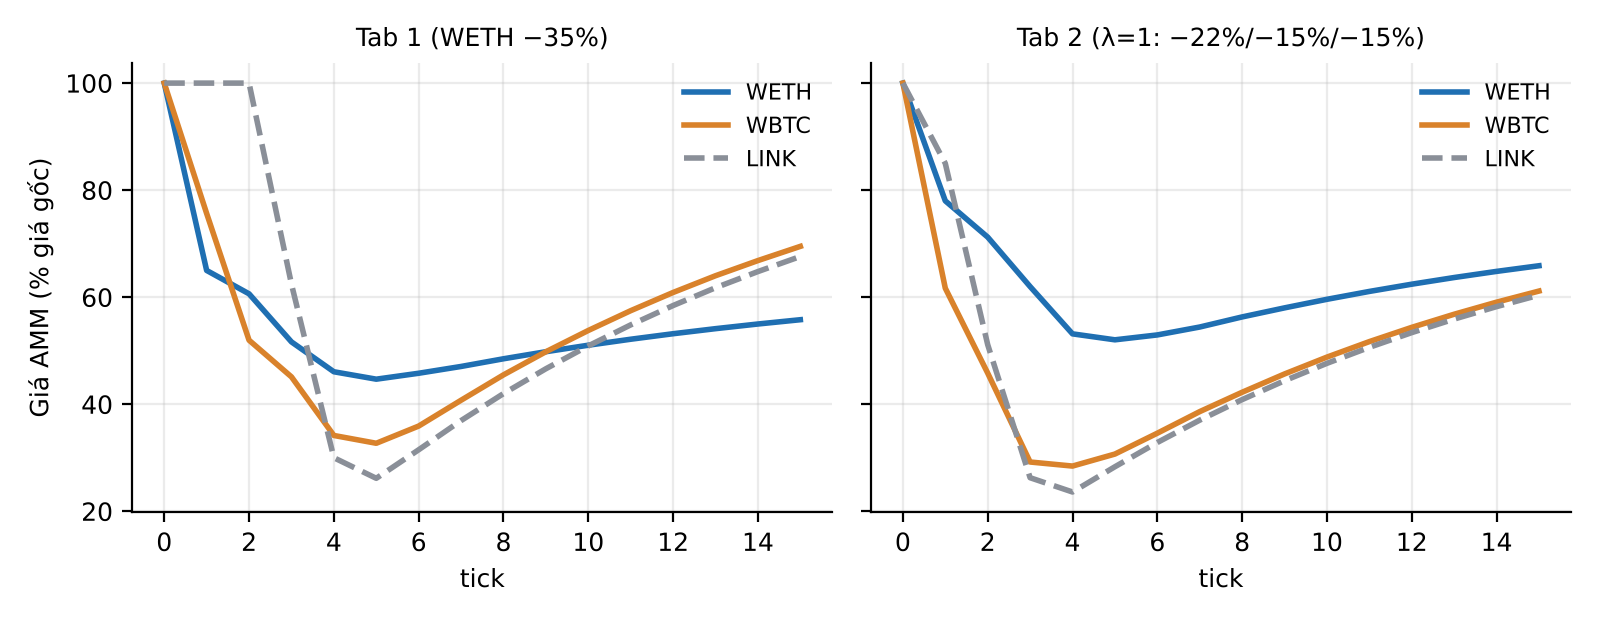 Tab 1 (WETH −35%)
Tab 2 (λ=1: −22%/−15%/−15%)
Giá AMM (% giá gốc)
100
80
60
40
20
WETH
WBTC
LINK
0 2 4 6 8 10 12 14
tick
WETH
WBTC
LINK
0 2 4 6 8 10 12 14
tick